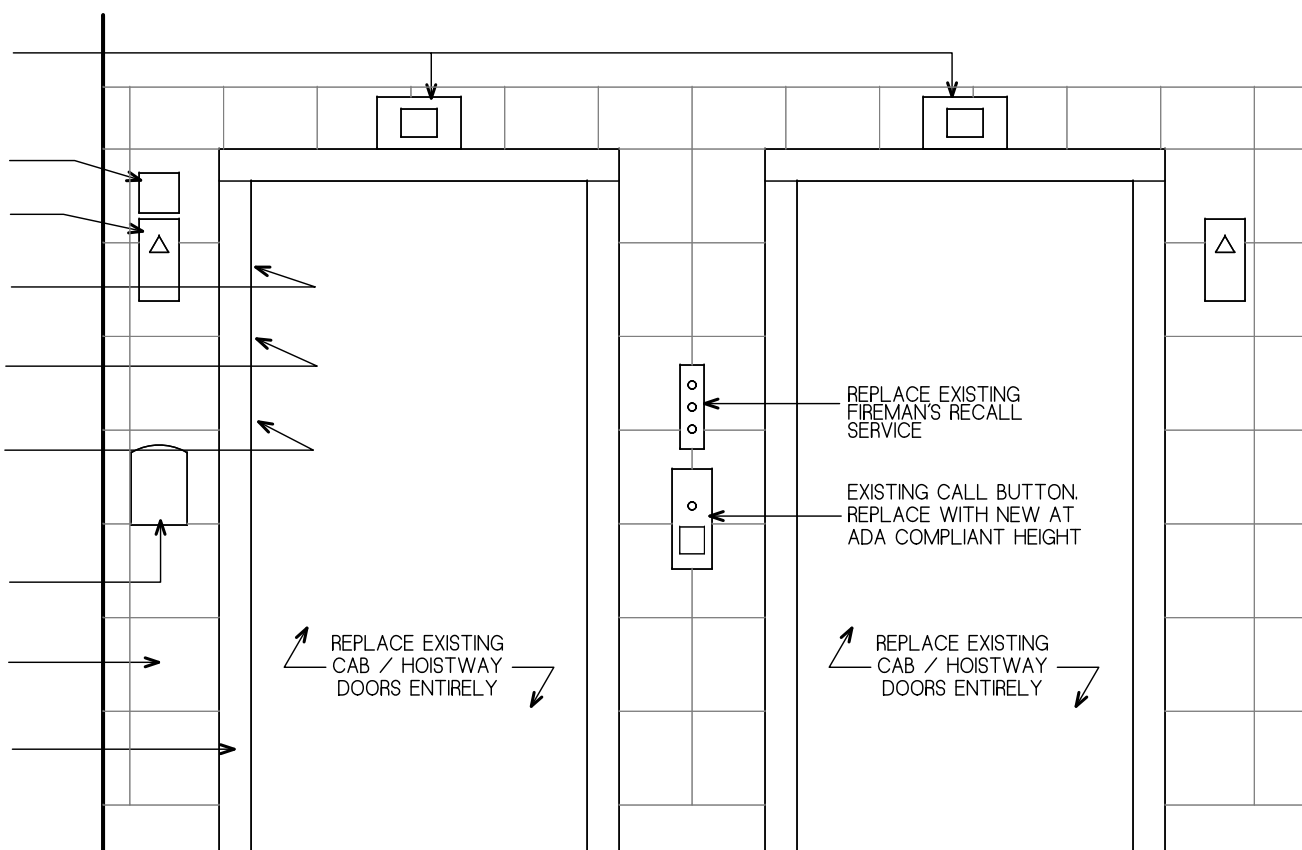 REPLACE EXISTING
FIREMAN'S RECALL
SERVICE
EXISTING CALL BUTTON.
REPLACE WITH NEW AT
ADA COMPLIANT HEIGHT
REPLACE EXISTING
CAB / HOISTWAY
DOORS ENTIRELY
REPLACE EXISTING
CAB / HOISTWAY
DOORS ENTIRELY